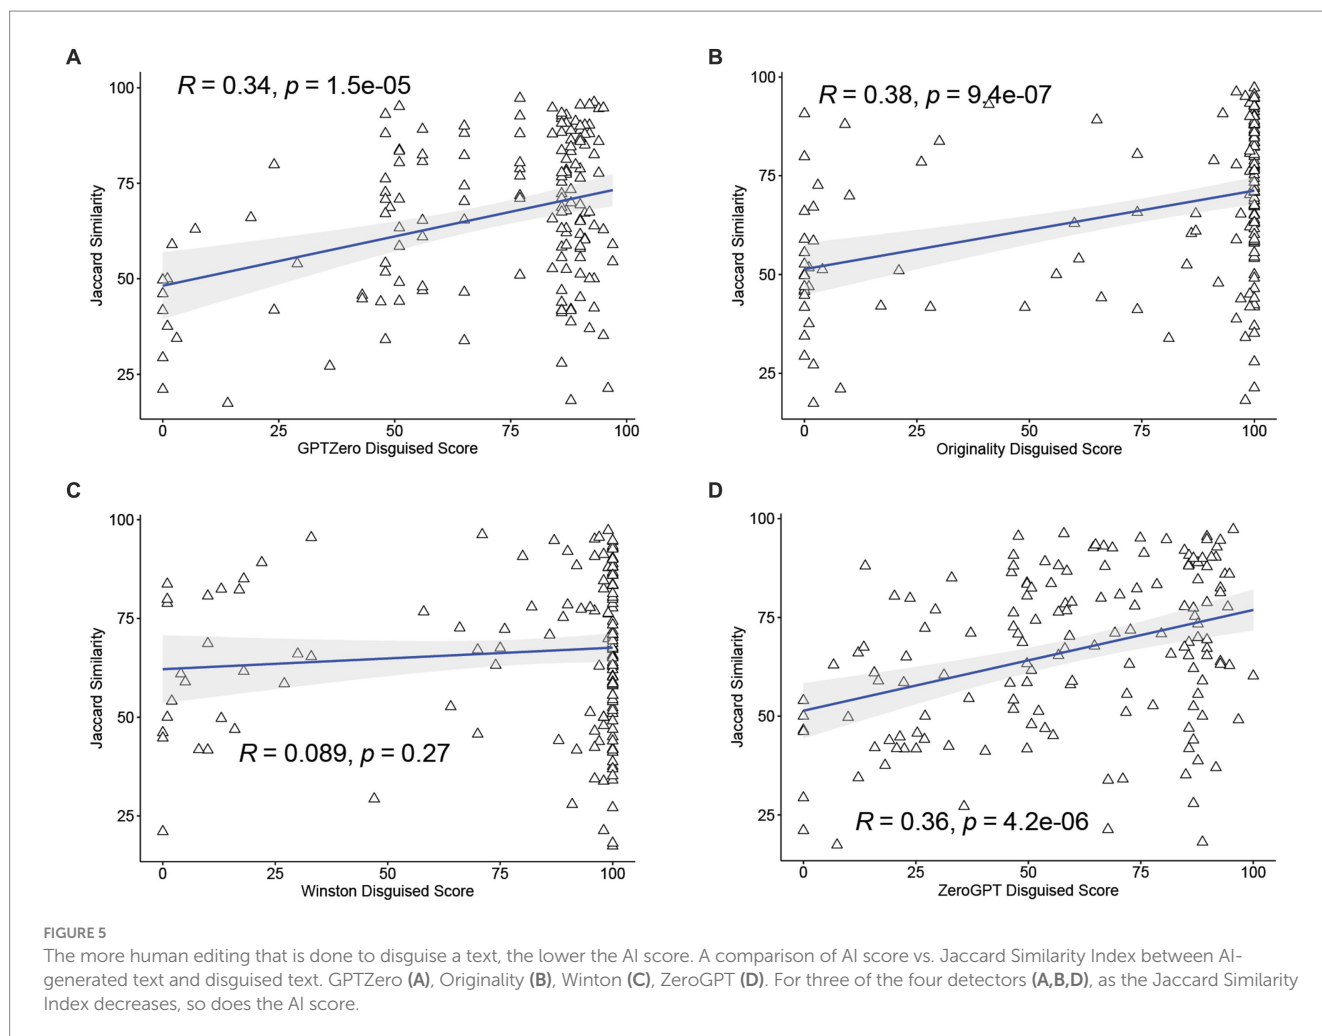 A
R = 0.34, p = 1.5e-05
100
75
50
25
Jaccard Similarity
0 25 50 75 100
GPTZero Disguised Score
B
R = 0.38, p = 9.4e-07
100
75
50
25
Jaccard Similarity
0 25 50 75 100
Originality Disguised Score
C
100
75
50
25
Jaccard Similarity
R = 0.089, p = 0.27
0 25 50 75 100
Winston Disguised Score
D
100
75
50
25
Jaccard Similarity
R = 0.36, p = 4.2e-06
0 25 50 75 100
ZeroGPT Disguised Score
FIGURE 5
The more human editing that is done to disguise a text, the lower the AI score. A comparison of AI score vs. Jaccard Similarity Index between AI-
generated text and disguised text. GPTZero (A), Originality (B), Winton (C), ZeroGPT (D). For three of the four detectors (A,B,D), as the Jaccard Similarity
Index decreases, so does the AI score.